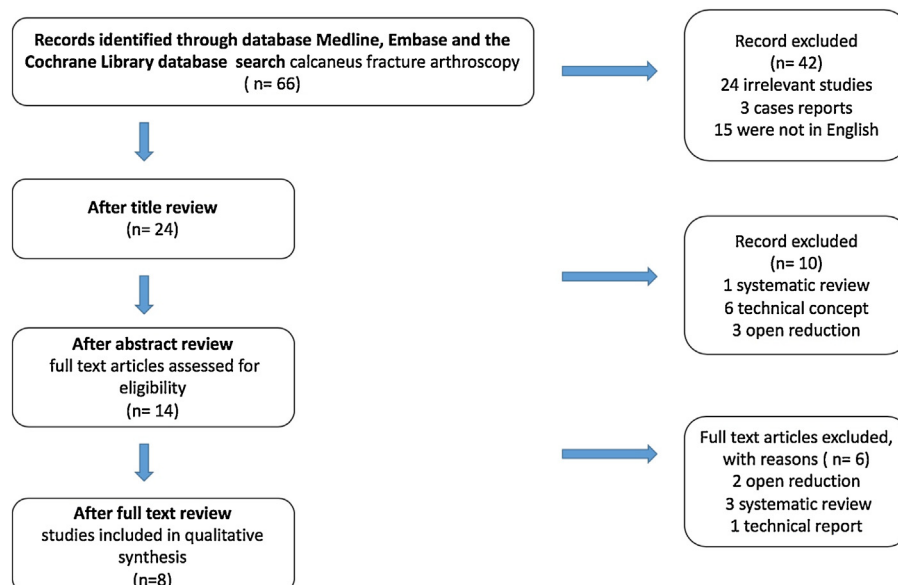 Records identified through database Medline, Embase and the
Cochrane Library database search calcaneus fracture arthroscopy
( n= 66)
Record excluded
(n= 42)
24 irrelevant studies
3 cases reports
15 were not in English
After title review
(n= 24)
Record excluded
(n= 10)
1 systematic review
6 technical concept
3 open reduction
After abstract review
full text articles assessed for
eligibility
(n= 14)
Full text articles excluded,
with reasons ( n= 6)
2 open reduction
3 systematic review
1 technical report
After full text review
studies included in qualitative
synthesis
(n=8)